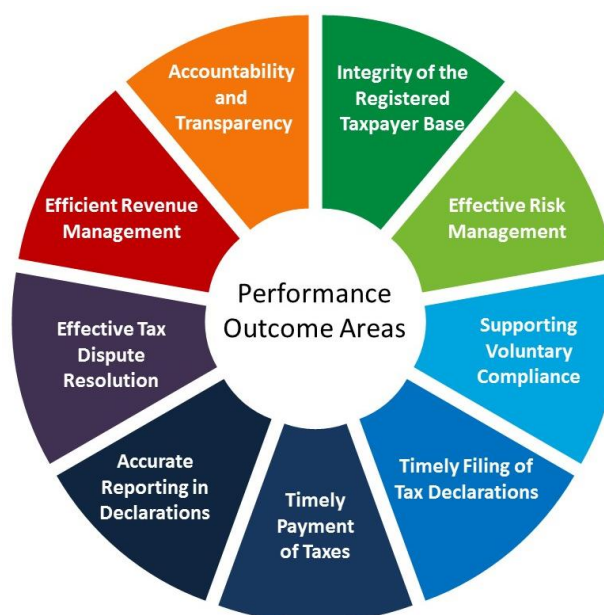 Performance
Outcome Areas
Integrity of the
Registered
Taxpayer Base
Effective Risk
Management
Supporting
Voluntary
Compliance
Timely Filing of
Tax Declarations
Timely
Payment
of Taxes
Accurate
Reporting in
Declarations
Effective Tax
Dispute
Resolution
Efficient Revenue
Management
Accountability
and
Transparency